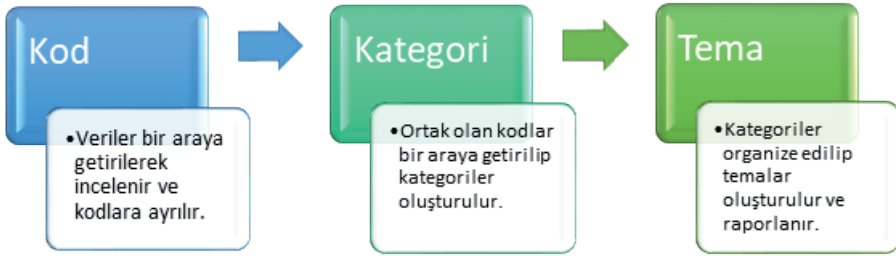 Kod
•Veriler bir araya
getirilerek
incelenir ve
kodlara ayrılır.
Kategori
•Ortak olan kodlar
bir araya getirilip
kategoriler
oluşturulur.
Tema
•Kategoriler
organize edilip
temalar
oluşturulur ve
raporlanır.